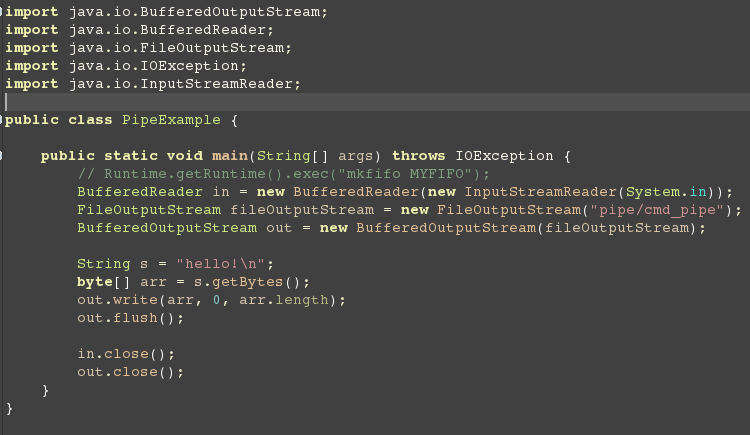 import java.io.BufferedOutputStream;
import java.io.BufferedReader;
import java.io.FileOutputStream;
import java.io.IOException;
import java.io.InputStreamReader;

public class PipeExample {

    public static void main(String[] args) throws IOException {
        // Runtime.getRuntime().exec("mkfifo MYFIFO");
        BufferedReader in = new BufferedReader(new InputStreamReader(System.in));
        FileOutputStream fileOutputStream = new FileOutputStream("pipe/cmd_pipe");
        BufferedOutputStream out = new BufferedOutputStream(fileOutputStream);

        String s = "hello!\n";
        byte[] arr = s.getBytes();
        out.write(arr, 0, arr.length);
        out.flush();

        in.close();
        out.close();
    }
}